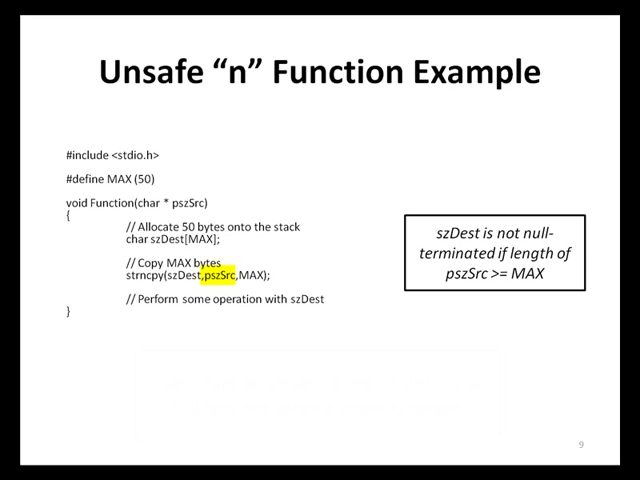 Unsafe “n” Function Example
#include <stdio.h>
#define MAX (50)
void Function(char * pszSrc)
{
// Allocate 50 bytes onto the stack
char szDest[MAX];
// Copy MAX bytes
strncpy(szDest,pszSrc,MAX);
// Perform some operation with szDest
}
szDest is not null-
terminated if length of
pszSrc >= MAX
9